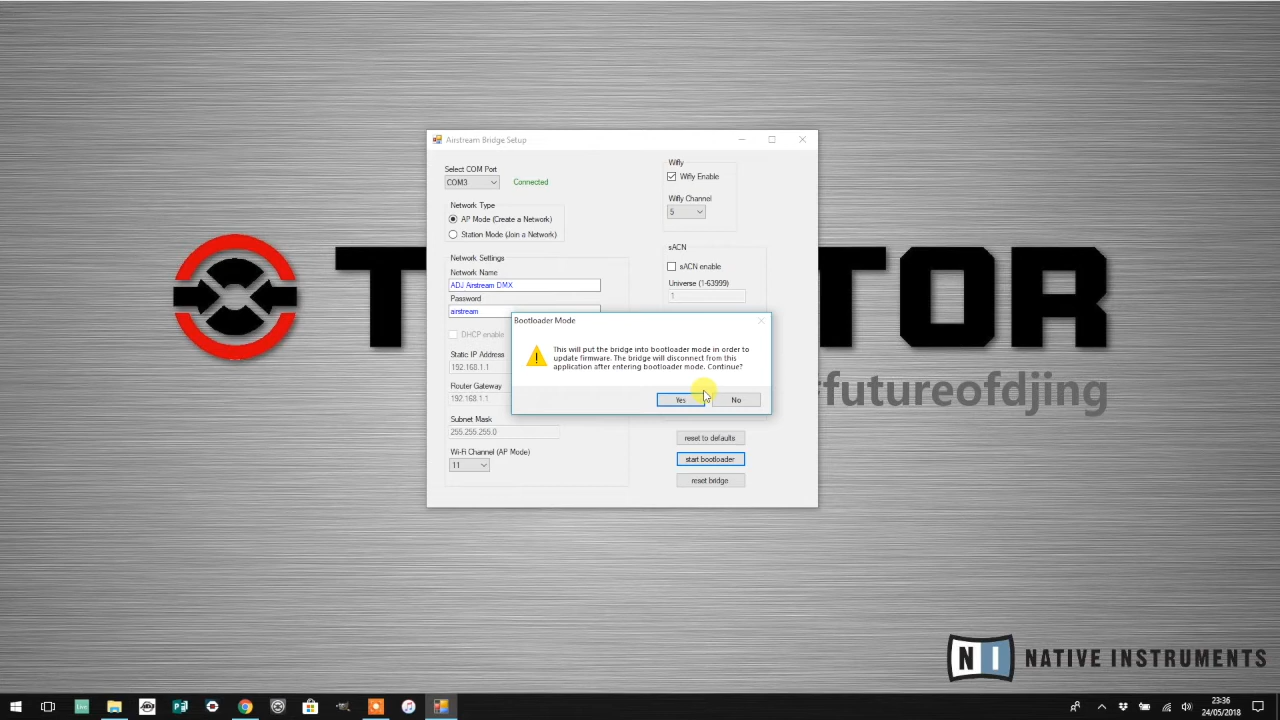 Airstream Bridge Setup
Select COM Port
COM3
Connected
Network Type
AP Mode (Create a Network)
Station Mode (Join a Network)
Network Settings
Network Name
ADJ Airstream DMX
Password
airstream
DHCP enable
Static IP Address
192.168.1.1
Router Gateway
192.168.1.1
Subnet Mask
255.255.255.0
Wi-Fi Channel (AP Mode)
11
Wifly
Wifly Enable
Wifly Channel
5
sACN
sACN enable
Universe (1-63999)
1
Bootloader Mode
This will put the bridge into bootloader mode in order to
update firmware. The bridge will disconnect from this
application after entering bootloader mode. Continue?
Yes
No
reset to defaults
start bootloader
reset bridge
T TOR
futureofdjing
NI NATIVE INSTRUMENTS
Live
ADJ
23:36
24/05/2018